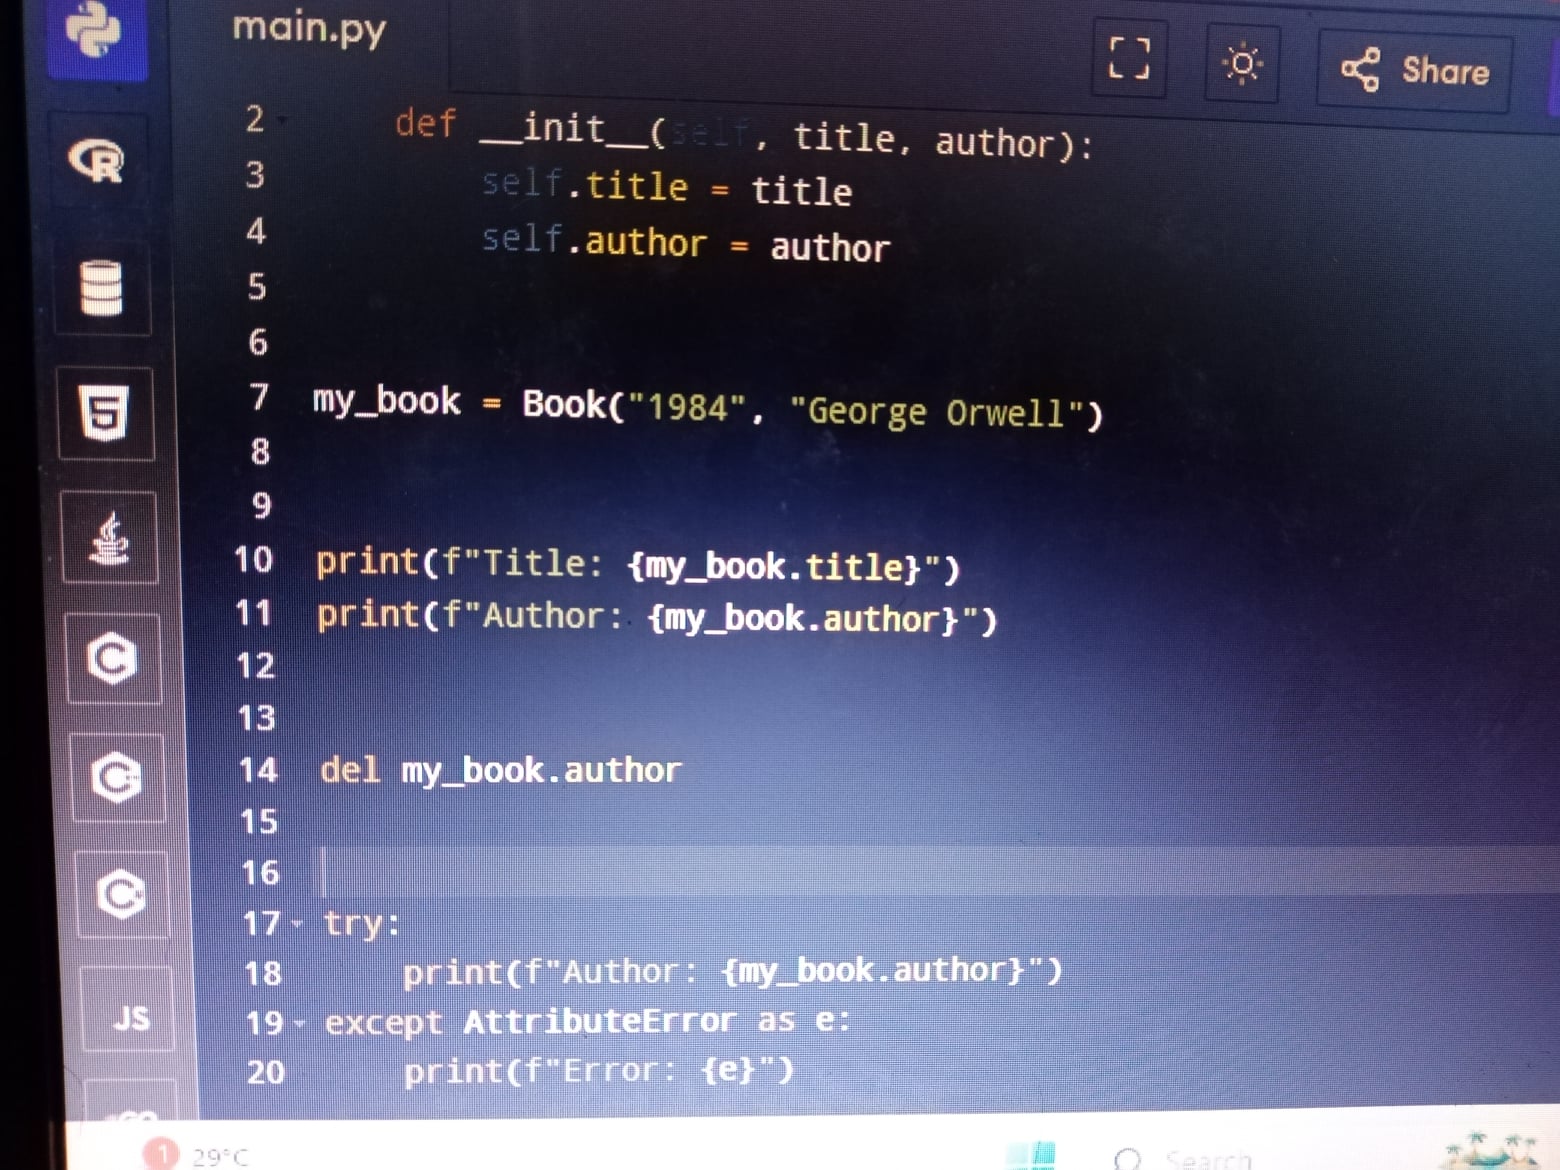 main.py
Share
2 def __init__(self, title, author):
3 self.title = title
4 self.author = author
5
6
7 my_book = Book("1984", "George Orwell")
8
9
10 print(f"Title: {my_book.title}")
11 print(f"Author: {my_book.author}")
12
13
14 del my_book.author
15
16
17 try:
18 print(f"Author: {my_book.author}")
19 except AttributeError as e:
20 print(f"Error: {e}")
R
5
C
C
C
JS
1 29°C
Search